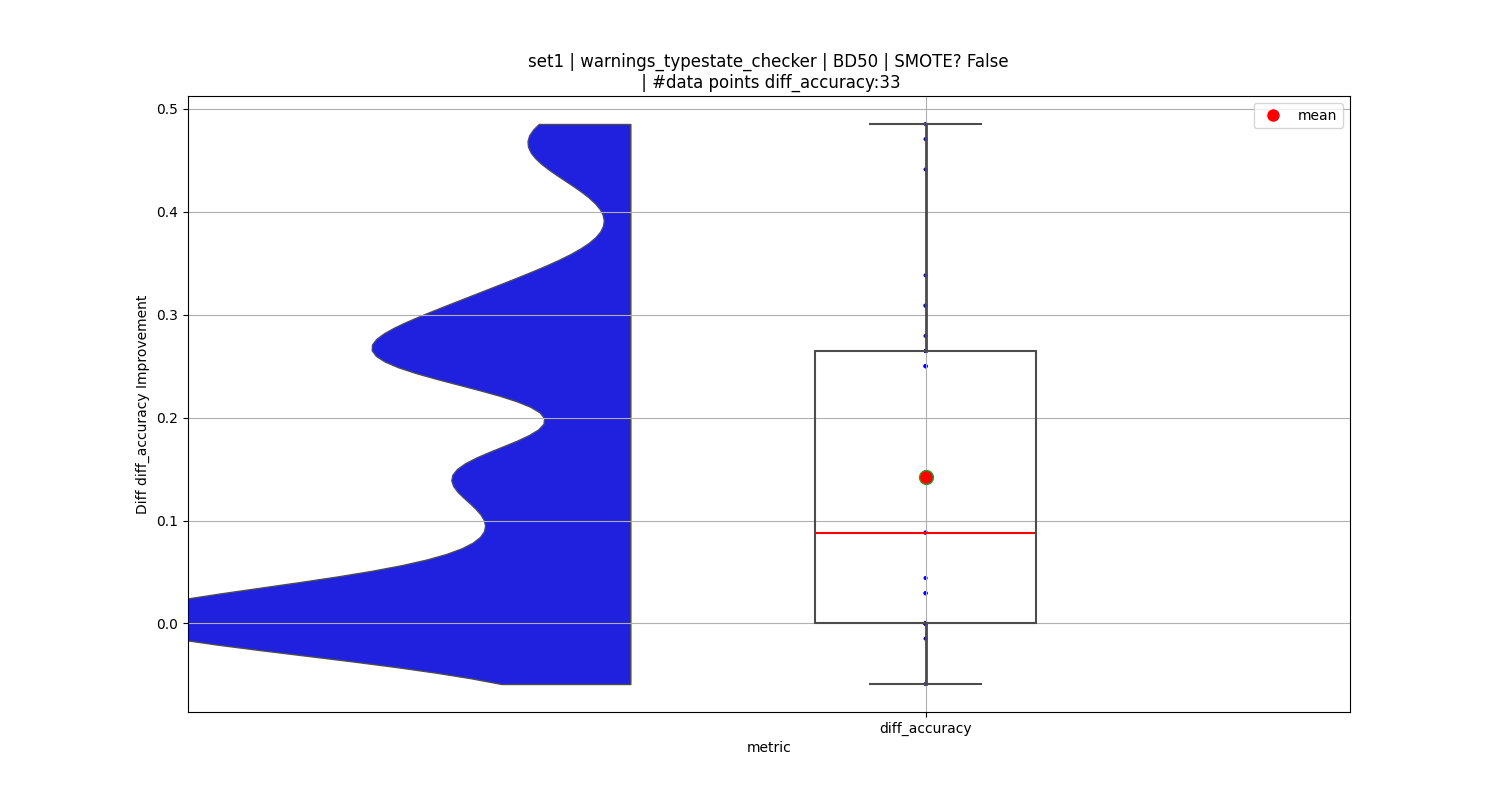 set1 | warnings_typestate_checker | BD50 | SMOTE? False
| #data points diff_accuracy:33
mean
0.5
0.4
0.3
0.2
0.1
0.0
Diff diff_accuracy Improvement
diff_accuracy
metric